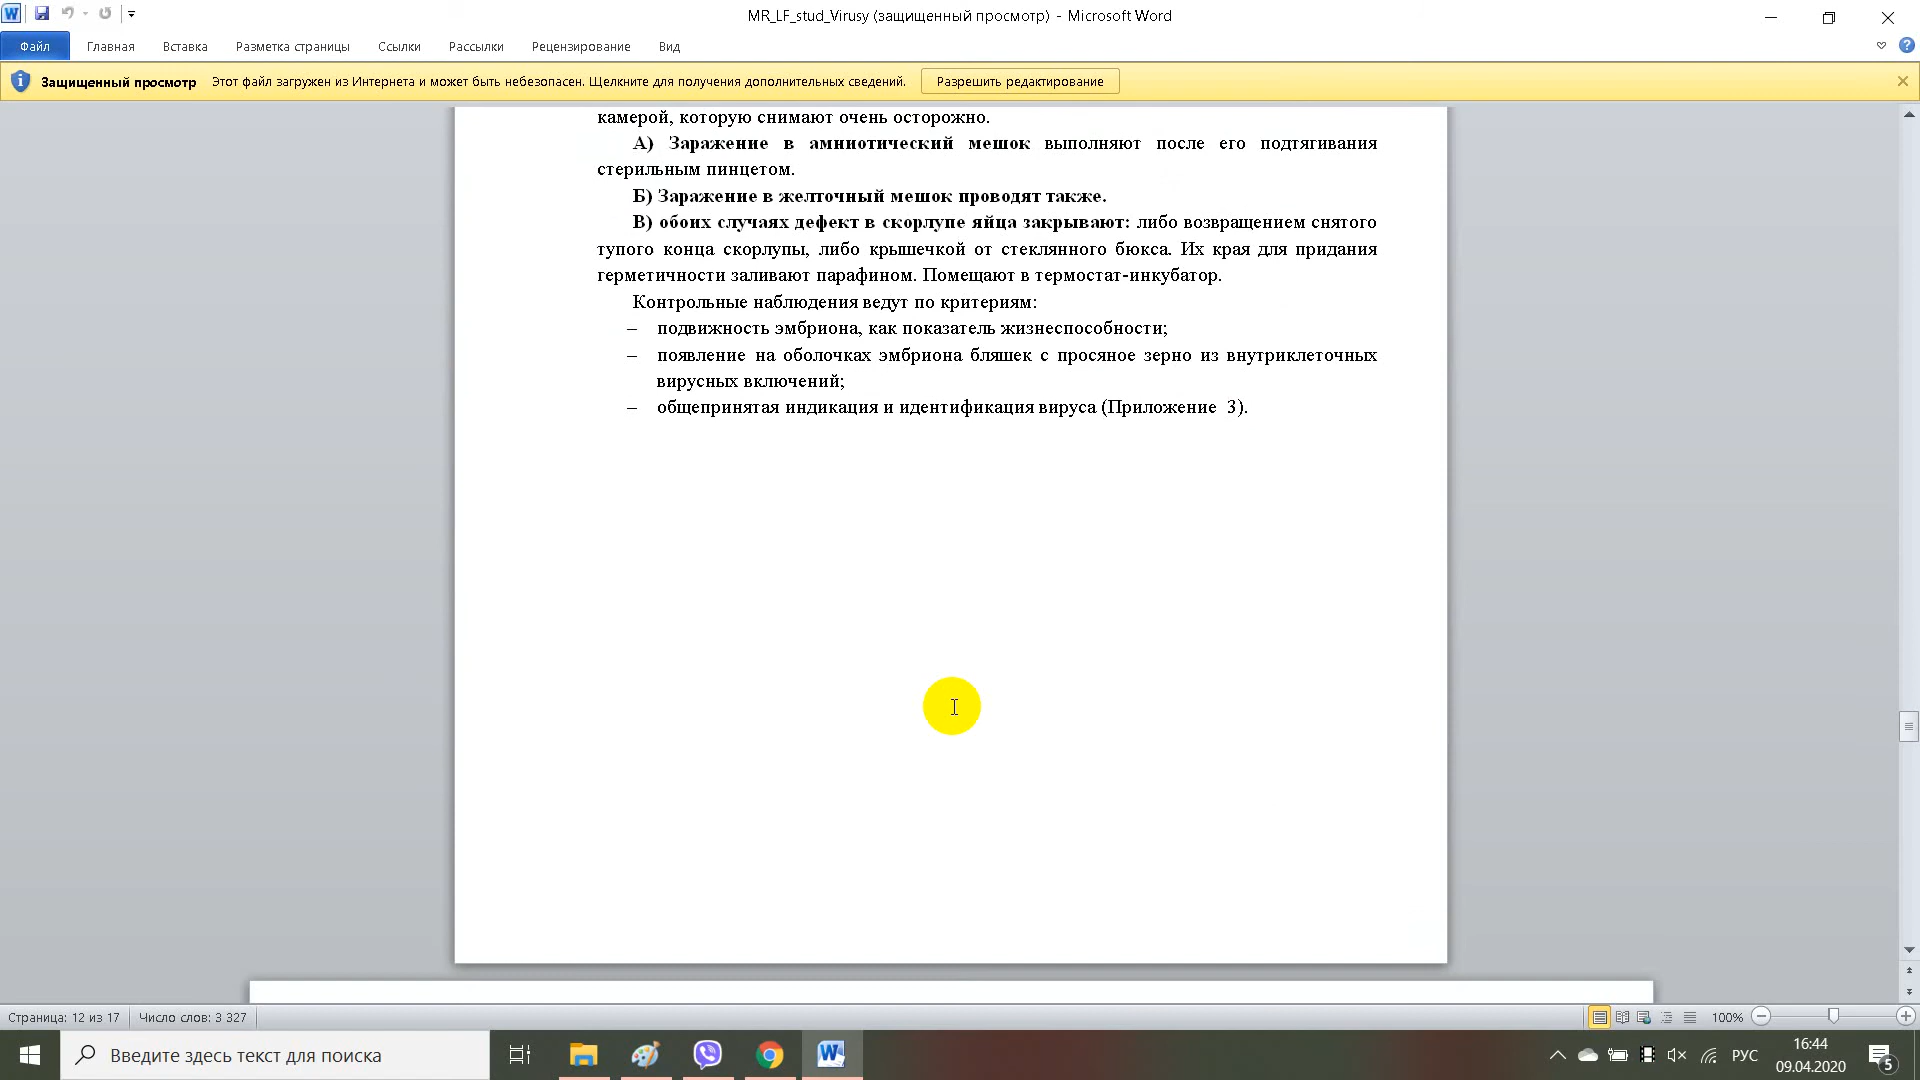 MR_LF_stud_Virusy (защищенный просмотр) - Microsoft Word
Файл Главная Вставка Разметка страницы Ссылки Рассылки Рецензирование Вид
Защищенный просмотр Этот файл загружен из Интернета и может быть небезопасен. Щелкните для получения дополнительных сведений. Разрешить редактирование
камерой, которую снимают очень осторожно.
А) Заражение в амниотический мешок выполняют после его подтягивания
стерильным пинцетом.
Б) Заражение в желточный мешок проводят также.
В) обоих случаях дефект в скорлупе яйца закрывают: либо возвращением снятого
тупого конца скорлупы, либо крышечкой от стеклянного бюкса. Их края для придания
герметичности заливают парафином. Помещают в термостат-инкубатор.
Контрольные наблюдения ведут по критериям:
– подвижность эмбриона, как показатель жизнеспособности;
– появление на оболочках эмбриона бляшек с просяное зерно из внутриклеточных
вирусных включений;
– общепринятая индикация и идентификация вируса (Приложение 3).
Страница: 12 из 17 Число слов: 3 327 100%
Введите здесь текст для поиска
РУС
16:44
09.04.2020
5